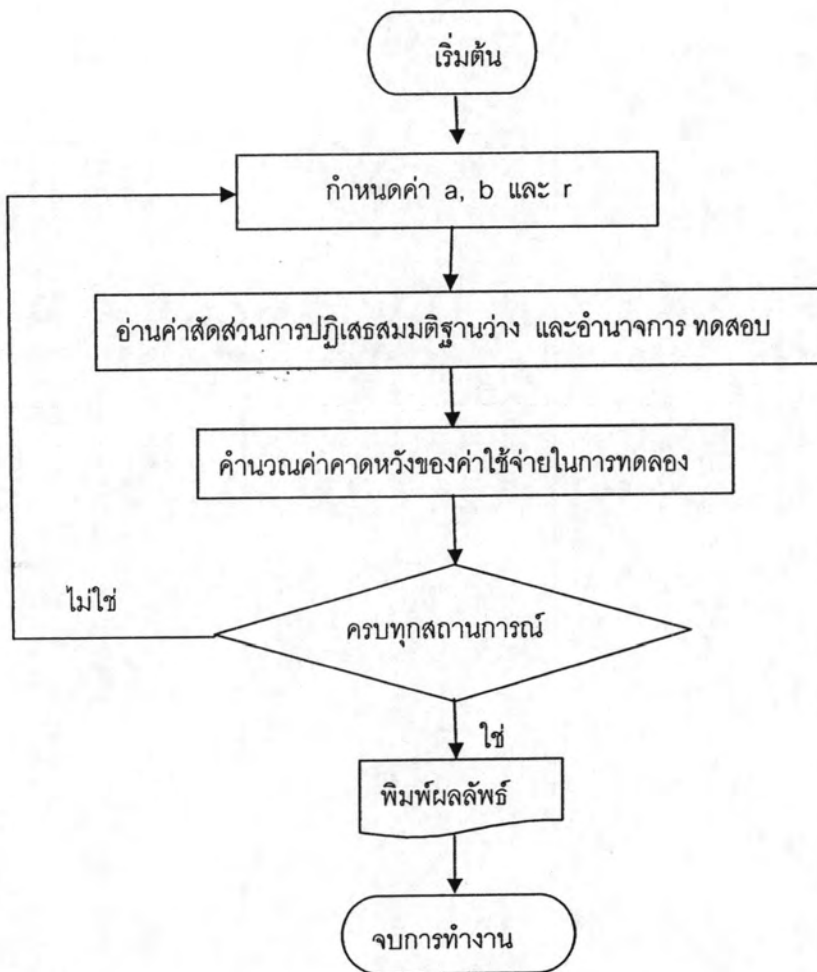 เริ่มต้น
กำหนดค่า a, b และ r
อ่านค่าสัดส่วนการปฏิเสธสมมติฐานว่าง และอำนาจการ ทดสอบ
คำนวณค่าคาดหวังของค่าใช้จ่ายในการทดลอง
ไม่ใช่
ครบทุกสถานการณ์
ใช่
พิมพ์ผลลัพธ์
จบการทำงาน